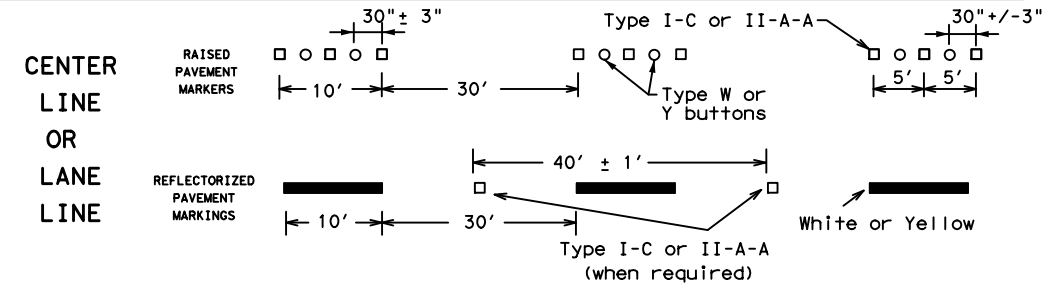 30"± 3"
Type I-C or II-A-A
30"+/-3"
CENTER
LINE
OR
LANE
LINE
RAISED
PAVEMENT
MARKERS
10'
30'
Type W or
Y buttons
5' 5'
40' ± 1'
REFLECTORIZED
PAVEMENT
MARKINGS
10'
30'
Type I-C or II-A-A
(when required)
White or Yellow